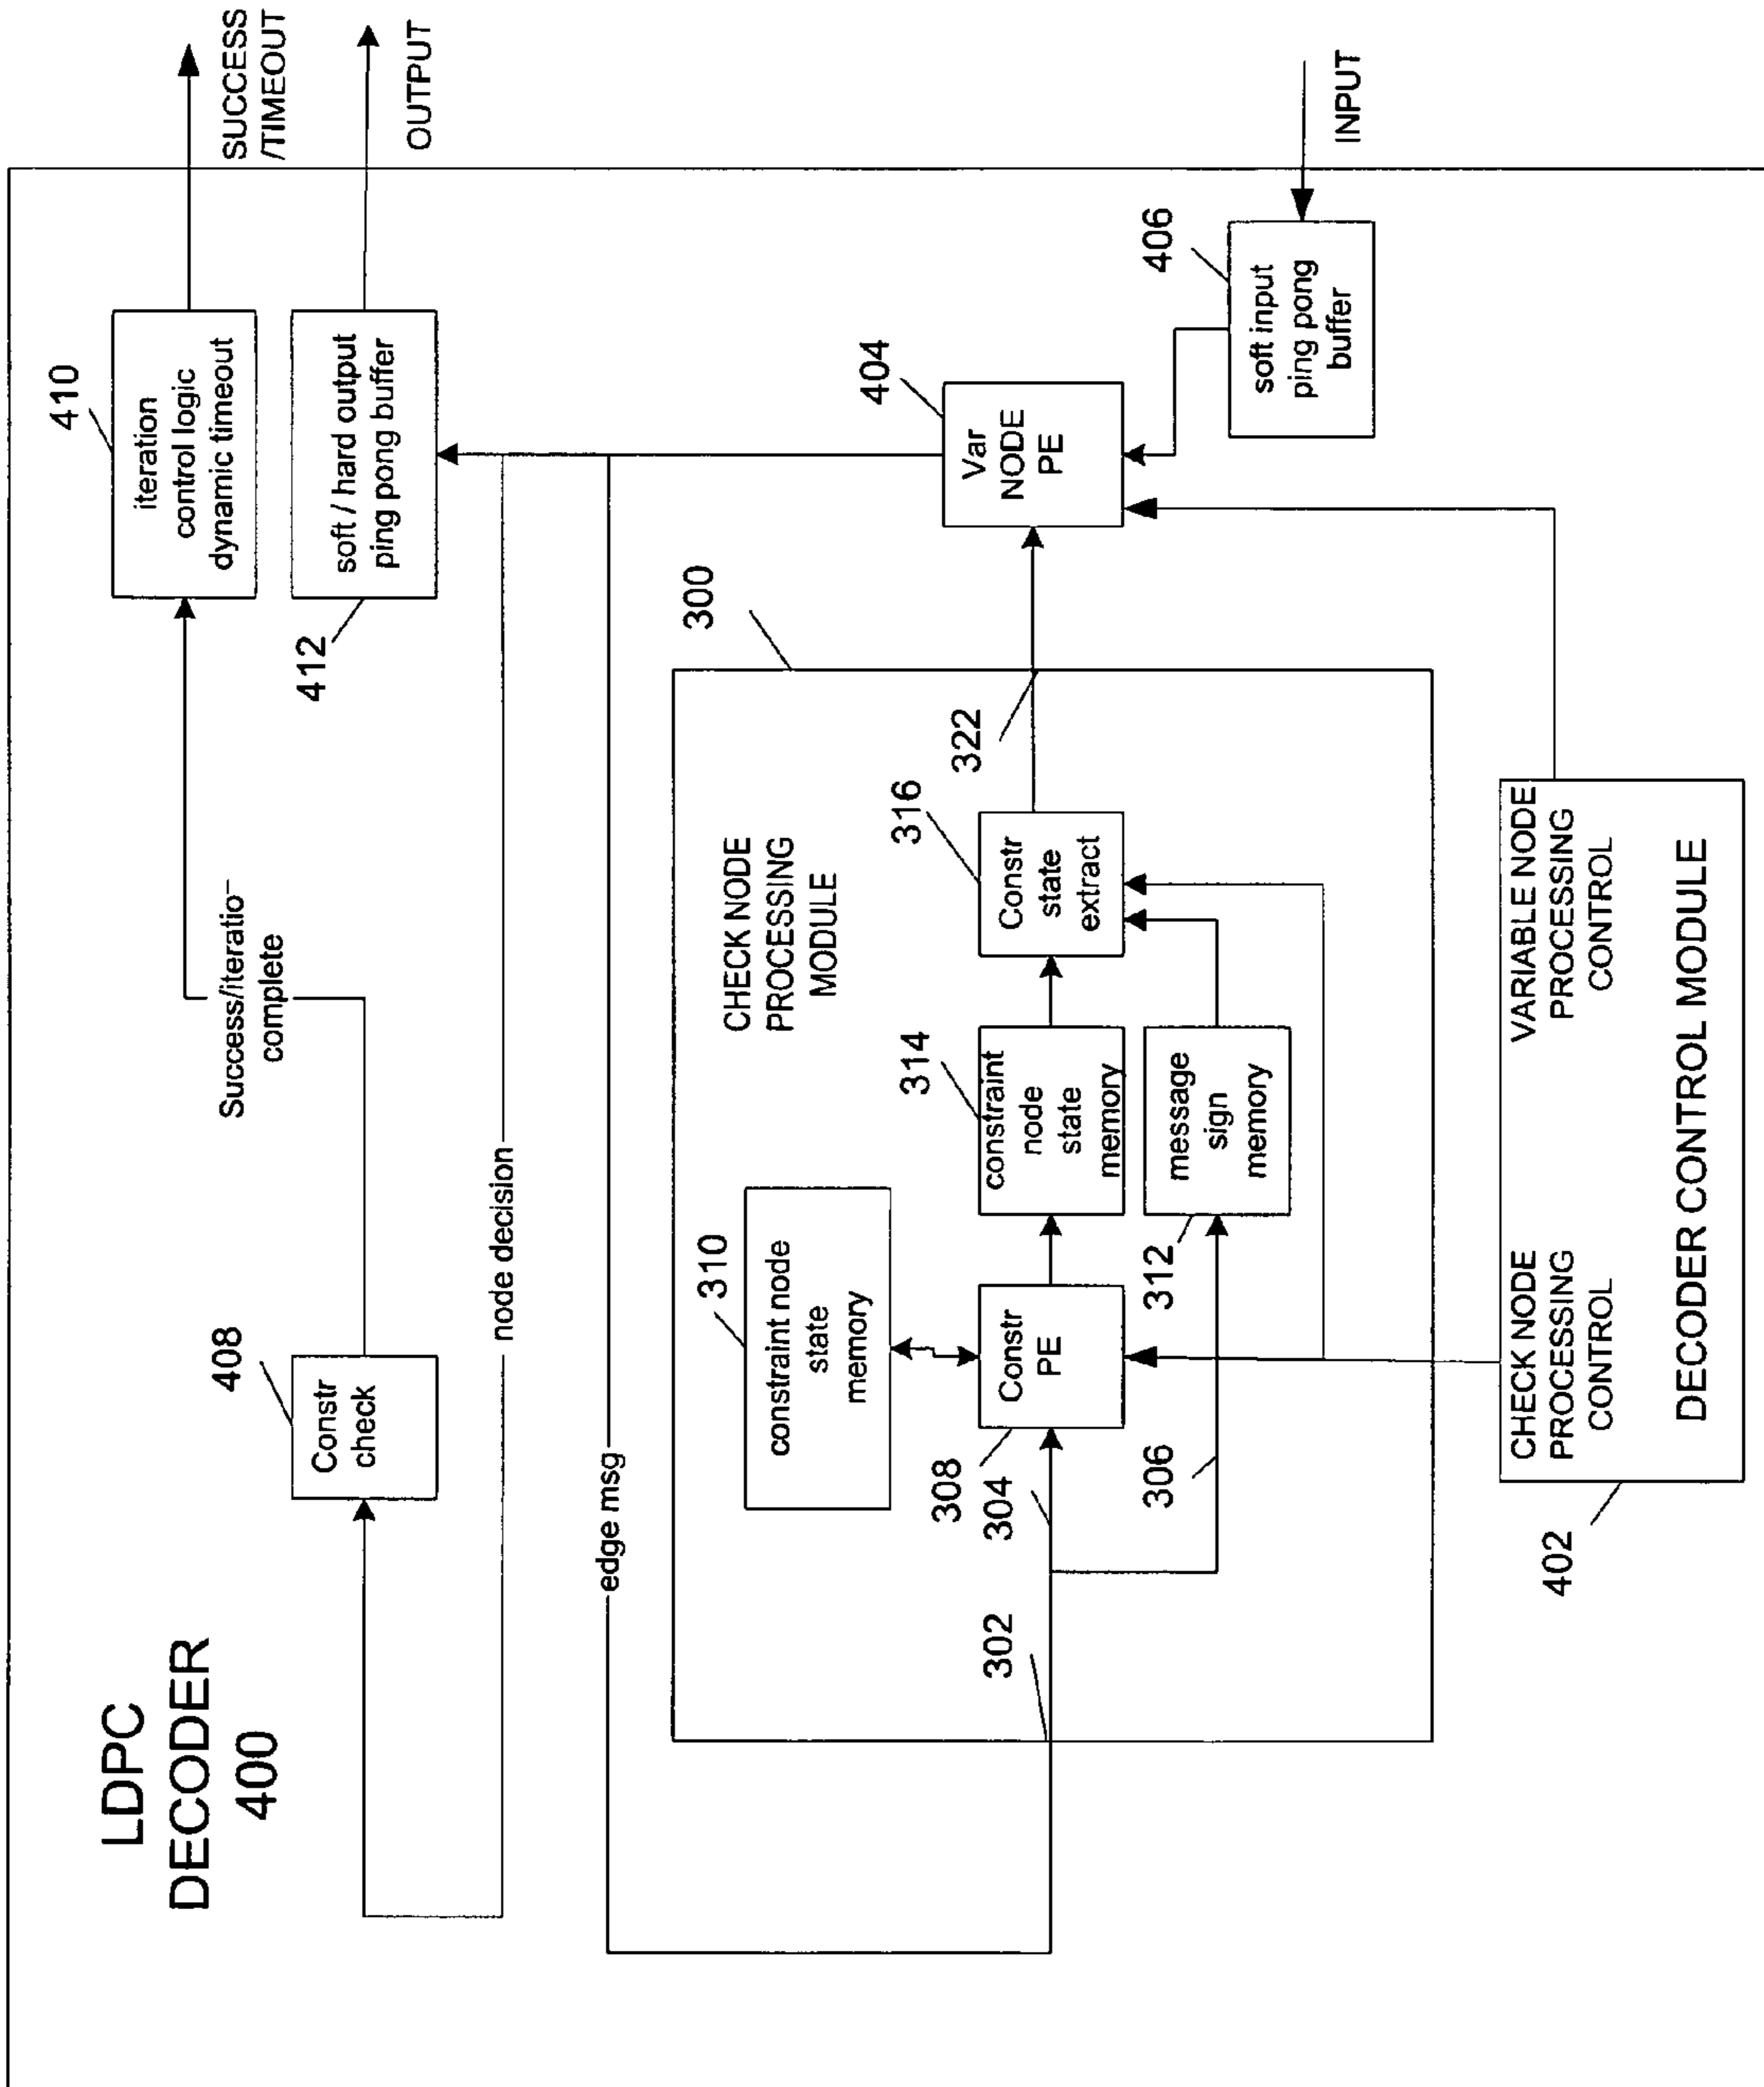 LDPC
DECODER
400
408
Constr
check
Success/iteratio
complete
410
iteration
control logic
dynamic timeout
SUCCESS
/TIMEOUT
412
soft / hard output
ping pong buffer
OUTPUT
node decision
edge msg
300
CHECK NODE
PROCESSING
MODULE
310
constraint node
state
memory
302
308
304
Constr
PE
306
314
constraint
node
state
memory
312
message
sign
memory
316
Constr
state
extract
322
404
Var
NODE
PE
406
soft input
ping pong
buffer
INPUT
402
CHECK NODE
PROCESSING
CONTROL
VARIABLE NODE
PROCESSING
CONTROL
DECODER CONTROL MODULE